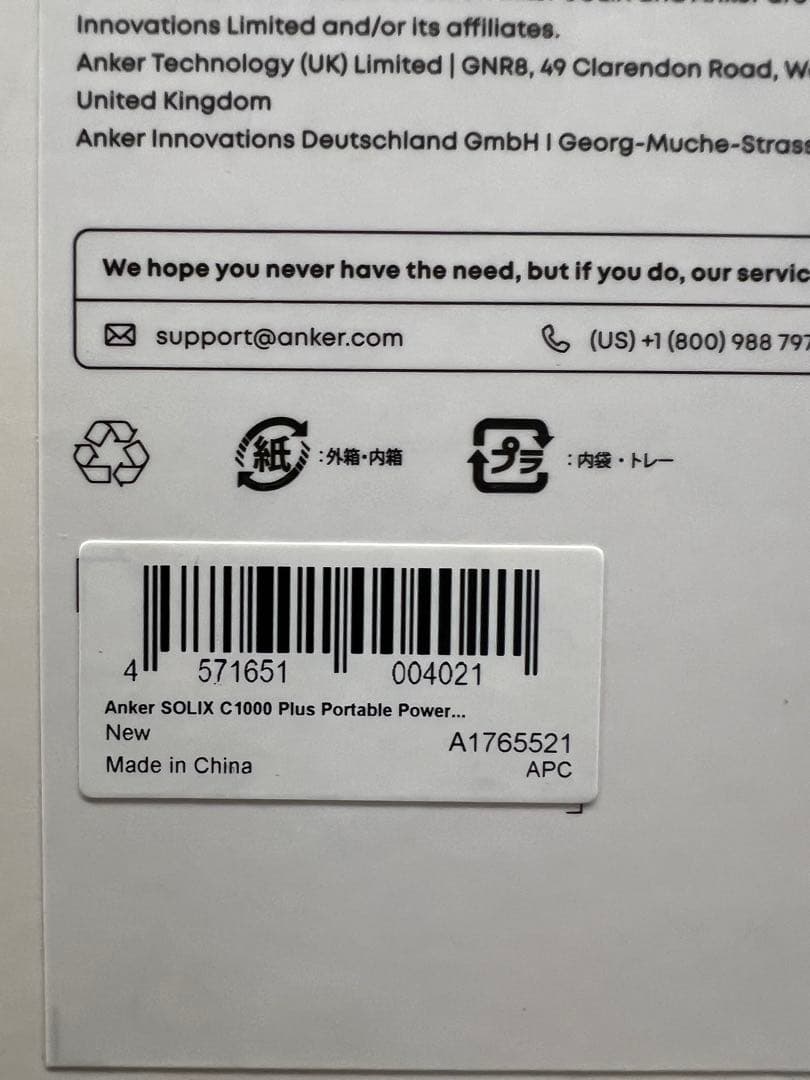 Innovations Limited and/or its affiliates.
Anker Technology (UK) Limited | GNR8, 49 Clarendon Road,
United Kingdom
Anker Innovations Deutschland GmbH | Georg-Muche-Strass
We hope you never have the need, but if you do, our servic
support@anker.com
(US) +1 (800) 988 797
紙 :外箱・内箱
プラ :内袋・トレー
4 571651 004021
Anker SOLIX C1000 Plus Portable Power...
New
A1765521
Made in China
APC